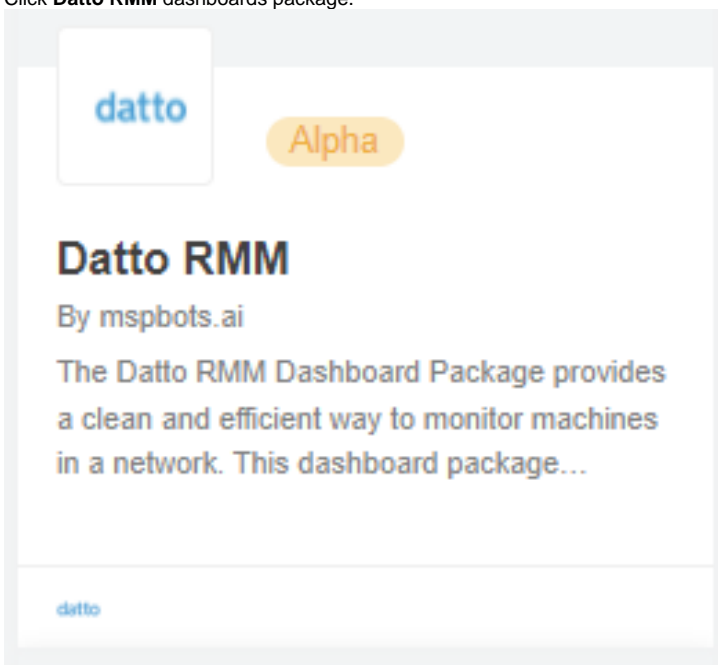 Click Datto RMM dashboards package.
datto
Alpha
Datto RMM
By mspbots.ai
The Datto RMM Dashboard Package provides
a clean and efficient way to monitor machines
in a network. This dashboard package...
datto